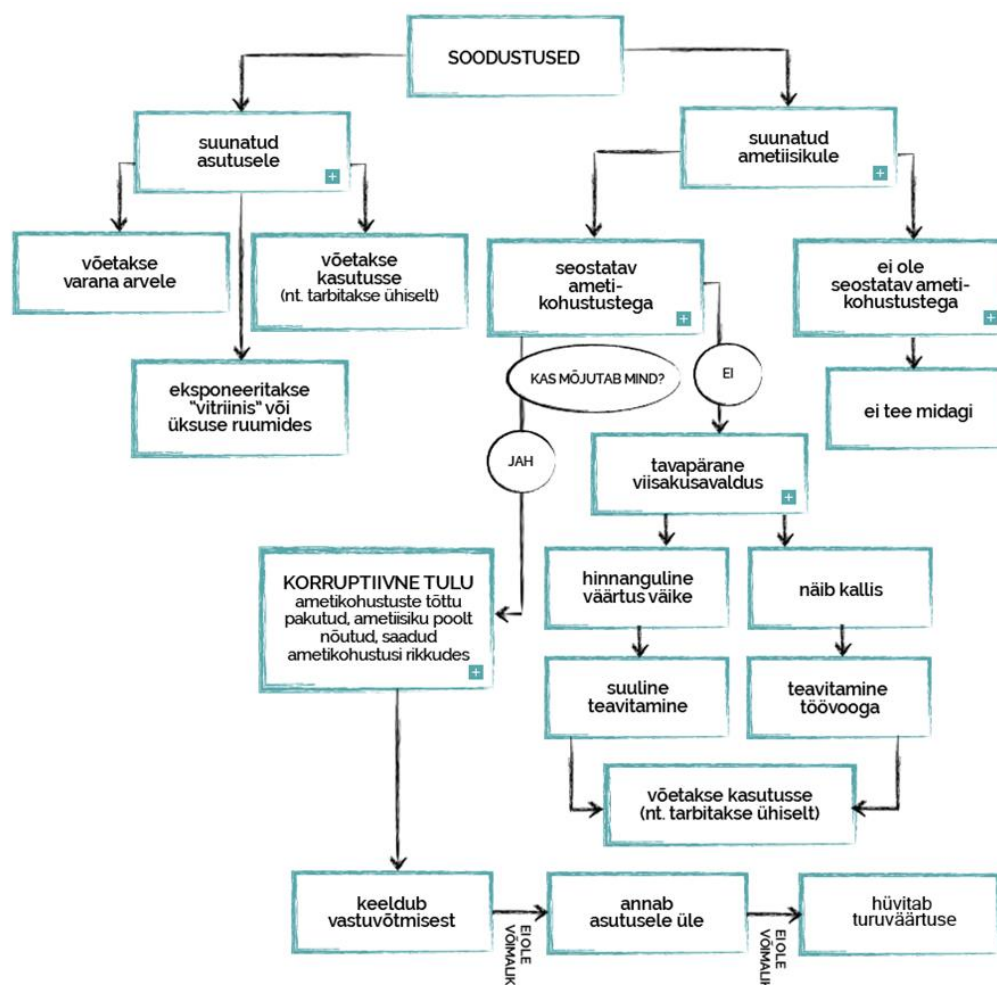 SOODUSTUSED
suunatud
asutusele
suunatud
ametiisikule
võetakse
varana arvele
võetakse
kasutusse
(nt. tarbitakse ühiselt)
seostatav
ameti-
kohustustega
ei ole
seostatav ameti-
kohustustega
eksponeeritakse
"vitriinis" või
üksuse ruumides
KAS MÕJUTAB MIND?
EI
ei tee midagi
JAH
tavapärane
viisakusavaldus
KORRUPTIIVNE TULU
ametikohustuste tõttu
pakutud, ametiisiku poolt
nõutud, saadud
ametikohustusi rikkudes
hinnanguline
väärtus väike
näib kallis
suuline
teavitamine
teavitamine
töövooga
võetakse kasutusse
(nt. tarbitakse ühiselt)
keeldub
vastuvõtmisest
EI OLE
VÕIMALIK
annab
asutusele üle
EI OLE
VÕIMALIK
hüvitab
turuväärtuse